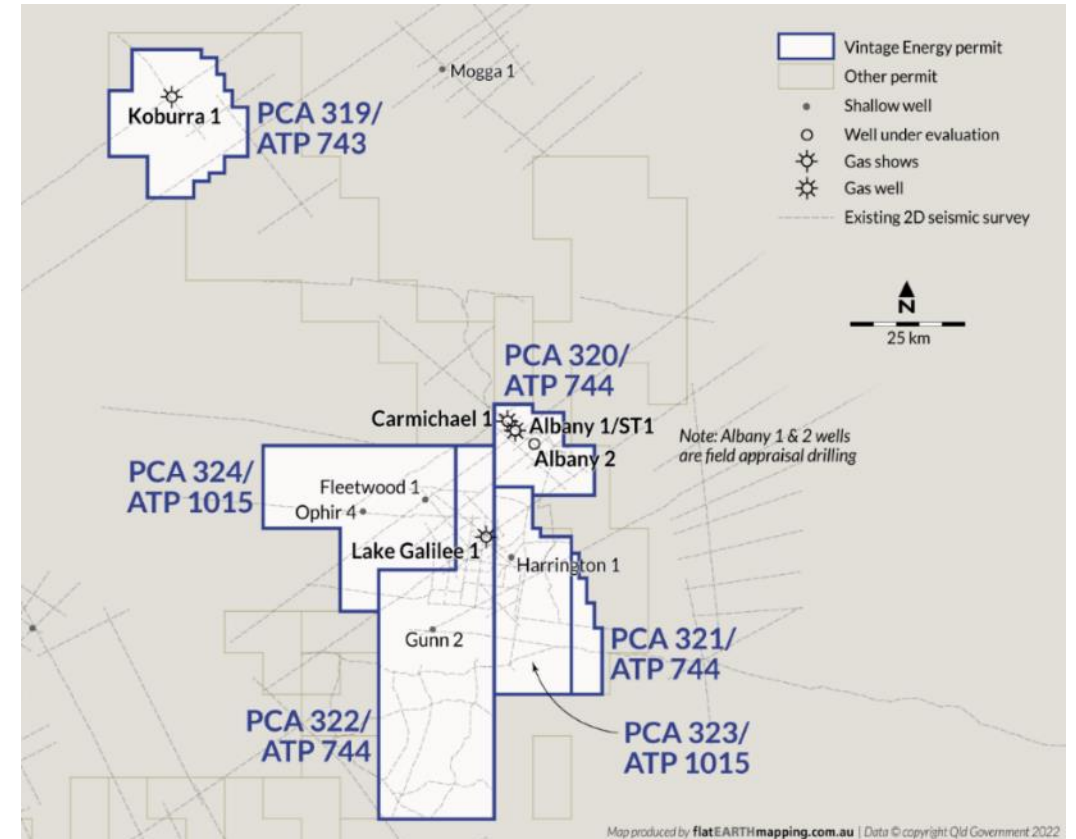 Mogga 1
Koburra 1
PCA 319/
ATP 743
Vintage Energy permit
Other permit
Shallow well
Well under evaluation
Gas shows
Gas well
Existing 2D seismic survey
N
25 km
PCA 320/
ATP 744
Carmichael 1
Albany 1/ST1
Albany 2
Note: Albany 1 & 2 wells
are field appraisal drilling
PCA 324/
ATP 1015
Fleetwood 1
Ophir 4
Lake Galilee 1
Harrington 1
Gunn 2
PCA 321/
ATP 744
PCA 322/
ATP 744
PCA 323/
ATP 1015
Map produced by flatEARTHmapping.com.au | Data © copyright Qld Government 2022